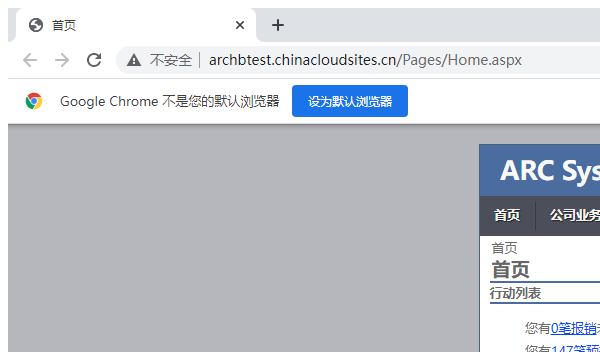 首页
不安全 archbtest.chinacloudsites.cn/Pages/Home.aspx
Google Chrome 不是您的默认浏览器 设为默认浏览器
ARC Sys
首页 公司业务
首页
首页
行动列表
您有0笔报销
您有147笔预